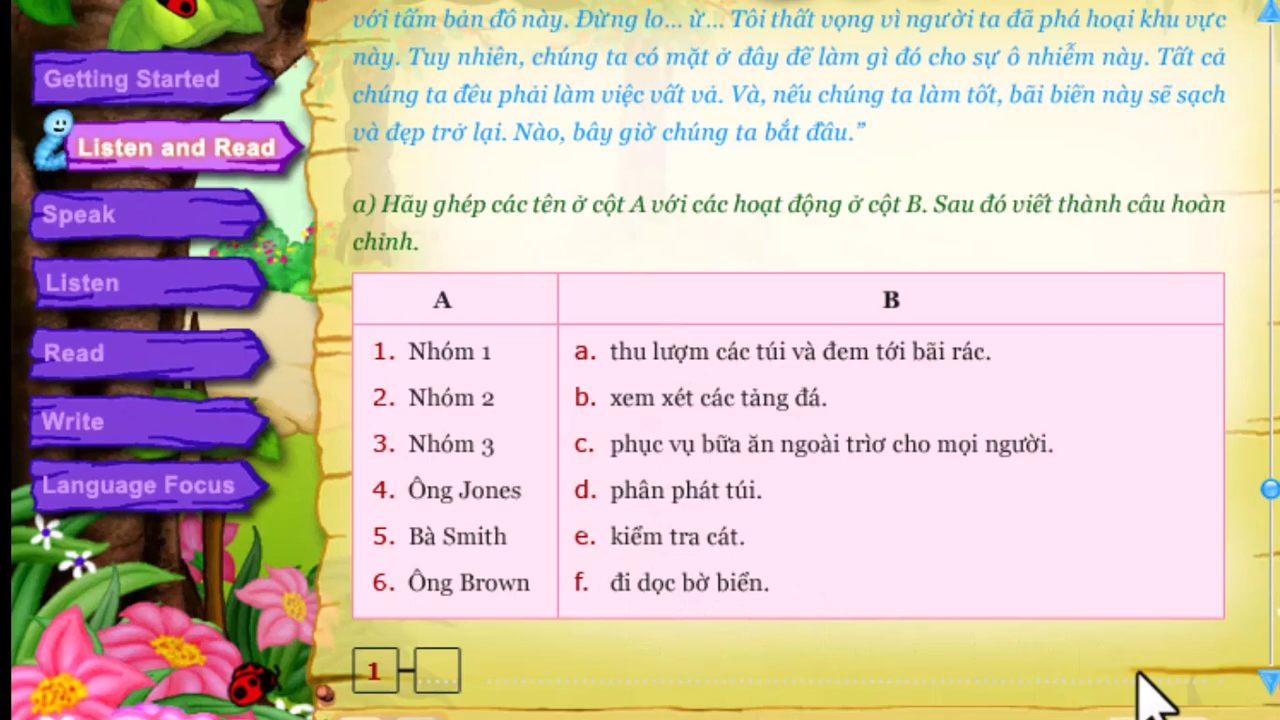 với tấm bản đồ này. Đừng lo... ừ... Tôi thất vọng vì người ta đã phá hoại khu vực
này. Tuy nhiên, chúng ta có mặt ở đây để làm gì đó cho sự ô nhiễm này. Tất cả
chúng ta đều phải làm việc vất vả. Và, nếu chúng ta làm tốt, bãi biển này sẽ sạch
và đẹp trở lại. Nào, bây giờ chúng ta bắt đầu.”
Getting Started
Listen and Read
Speak
Listen
Read
Write
Language Focus
a) Hãy ghép các tên ở cột A với các hoạt động ở cột B. Sau đó viết thành câu hoàn
chỉnh.
A B
1. Nhóm 1 a. thu lượm các túi và đem tới bãi rác.
2. Nhóm 2 b. xem xét các tảng đá.
3. Nhóm 3 c. phục vụ bữa ăn ngoài trìơ cho mọi người.
4. Ông Jones d. phân phát túi.
5. Bà Smith e. kiểm tra cát.
6. Ông Brown f. đi dọc bờ biển.
1 - .....